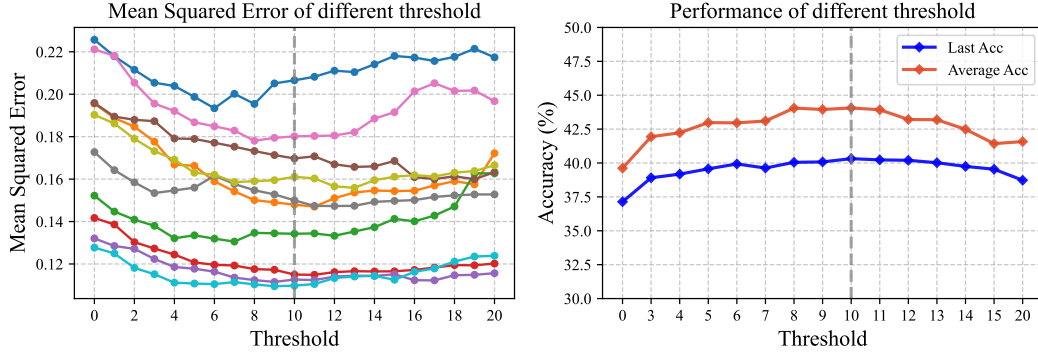 Mean Squared Error of different threshold
Mean Squared Error
0.22
0.20
0.18
0.16
0.14
0.12
0 2 4 6 8 10 12 14 16 18 20
Threshold
Performance of different threshold
Accuracy (%)
50.0
47.5
45.0
42.5
40.0
37.5
35.0
32.5
30.0
Last Acc
Average Acc
0 3 4 5 6 7 8 9 10 11 12 13 14 15 20
Threshold